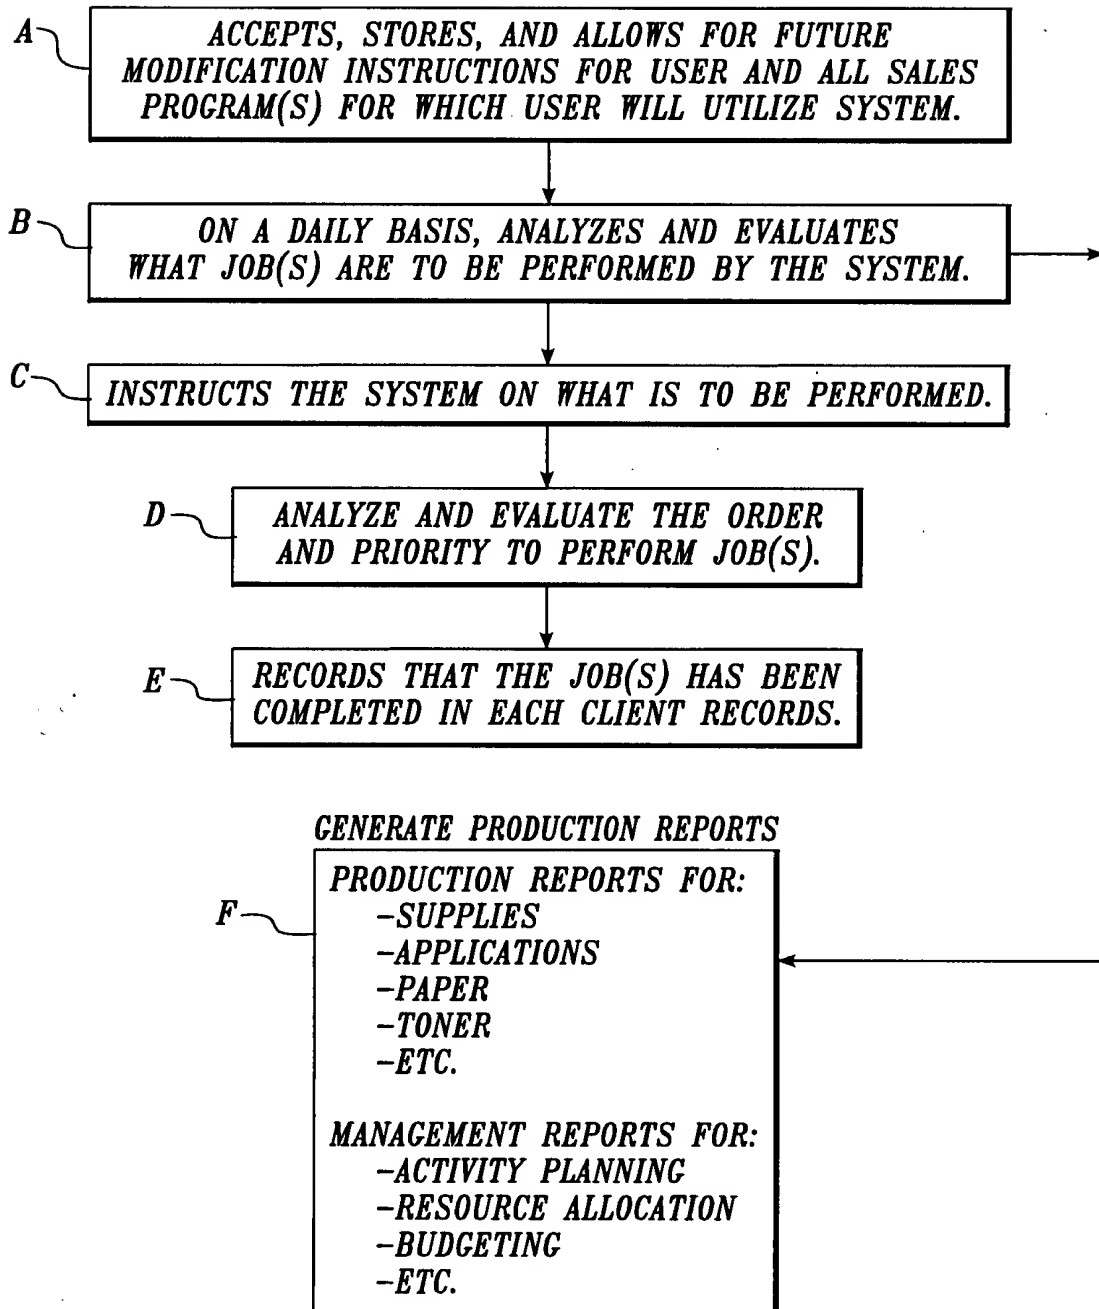 A
ACCEPTS, STORES, AND ALLOWS FOR FUTURE
MODIFICATION INSTRUCTIONS FOR USER AND ALL SALES
PROGRAM(S) FOR WHICH USER WILL UTILIZE SYSTEM.
B
ON A DAILY BASIS, ANALYZES AND EVALUATES
WHAT JOB(S) ARE TO BE PERFORMED BY THE SYSTEM.
C
INSTRUCTS THE SYSTEM ON WHAT IS TO BE PERFORMED.
D
ANALYZE AND EVALUATE THE ORDER
AND PRIORITY TO PERFORM JOB(S).
E
RECORDS THAT THE JOB(S) HAS BEEN
COMPLETED IN EACH CLIENT RECORDS.
GENERATE PRODUCTION REPORTS
F
PRODUCTION REPORTS FOR:
-SUPPLIES
-APPLICATIONS
-PAPER
-TONER
-ETC.
MANAGEMENT REPORTS FOR:
-ACTIVITY PLANNING
-RESOURCE ALLOCATION
-BUDGETING
-ETC.